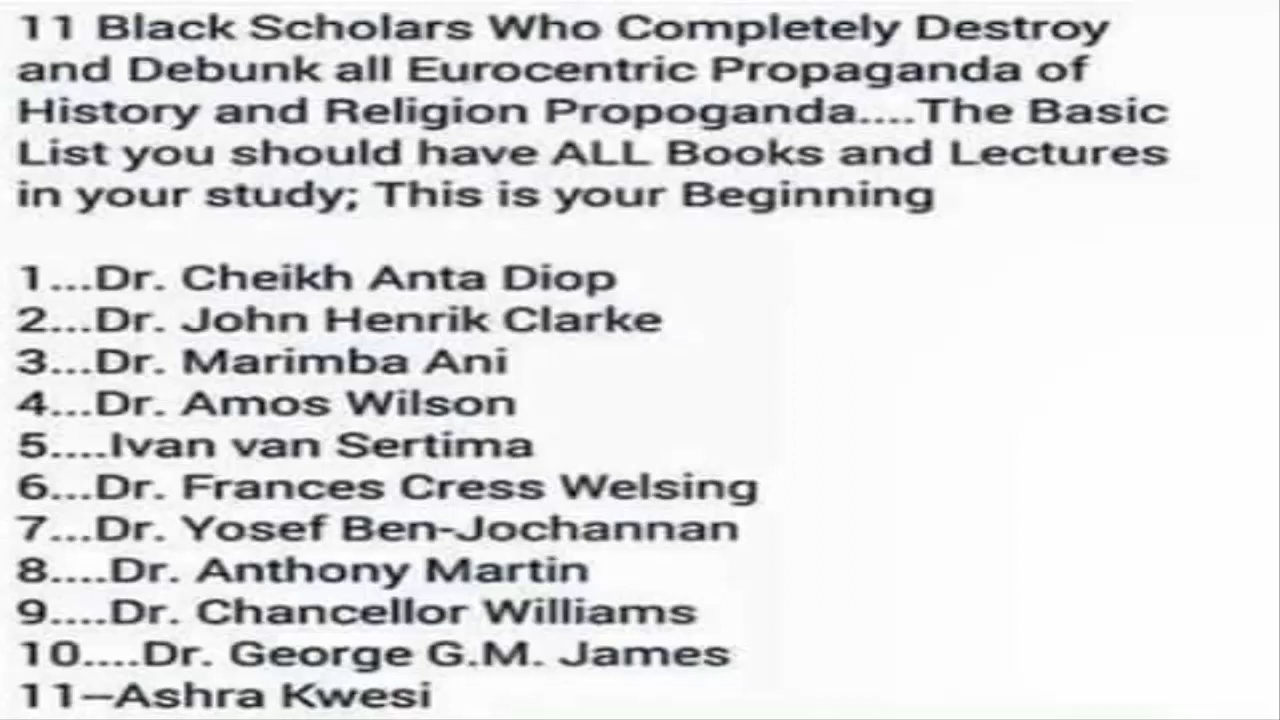 11 Black Scholars Who Completely Destroy
and Debunk all Eurocentric Propaganda of
History and Religion Propoganda....The Basic
List you should have ALL Books and Lectures
in your study; This is your Beginning
1...Dr. Cheikh Anta Diop
2...Dr. John Henrik Clarke
3...Dr. Marimba Ani
4...Dr. Amos Wilson
5....Ivan van Sertima
6...Dr. Frances Cress Welsing
7...Dr. Yosef Ben-Jochannan
8....Dr. Anthony Martin
9....Dr. Chancellor Williams
10....Dr. George G.M. James
11–Ashra Kwesi